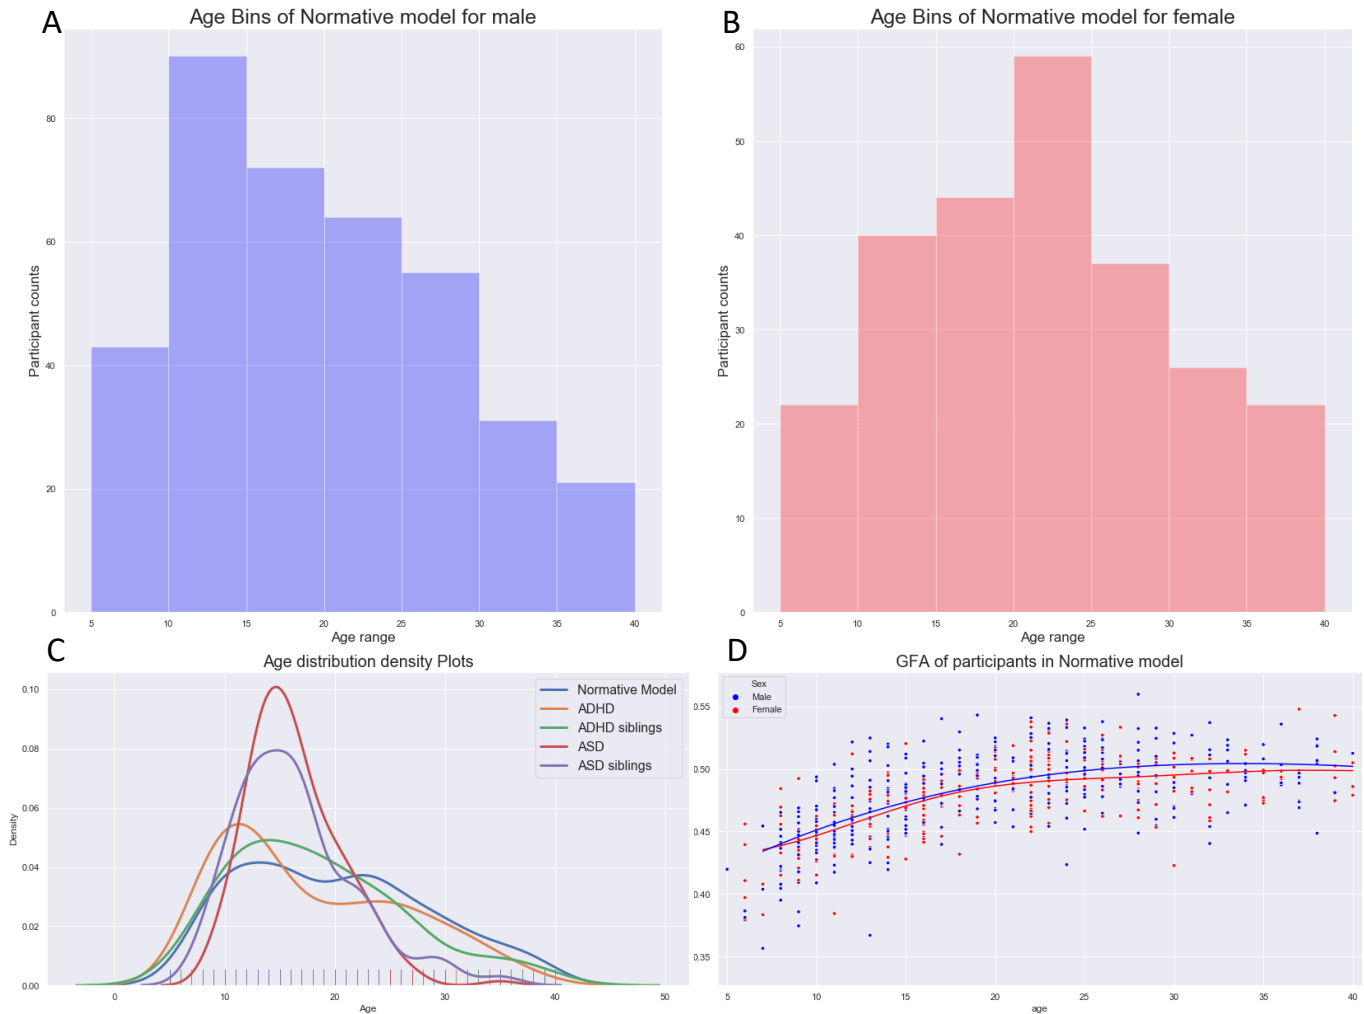 A
Age Bins of Normative model for male
Participant counts
80
60
40
20
0
5 10 15 20 25 30 35 40
Age range
B
Age Bins of Normative model for female
Participant counts
60
50
40
30
20
10
0
5 10 15 20 25 30 35 40
Age range
C
Age distribution density Plots
Normative Model
ADHD
ADHD siblings
ASD
ASD siblings
Density
0.10
0.08
0.06
0.04
0.02
0.00
0 10 20 30 40 50
Age
D
GFA of participants in Normative model
Sex
Male
Female
0.55
0.50
0.45
0.40
0.35
5 10 15 20 25 30 35 40
age